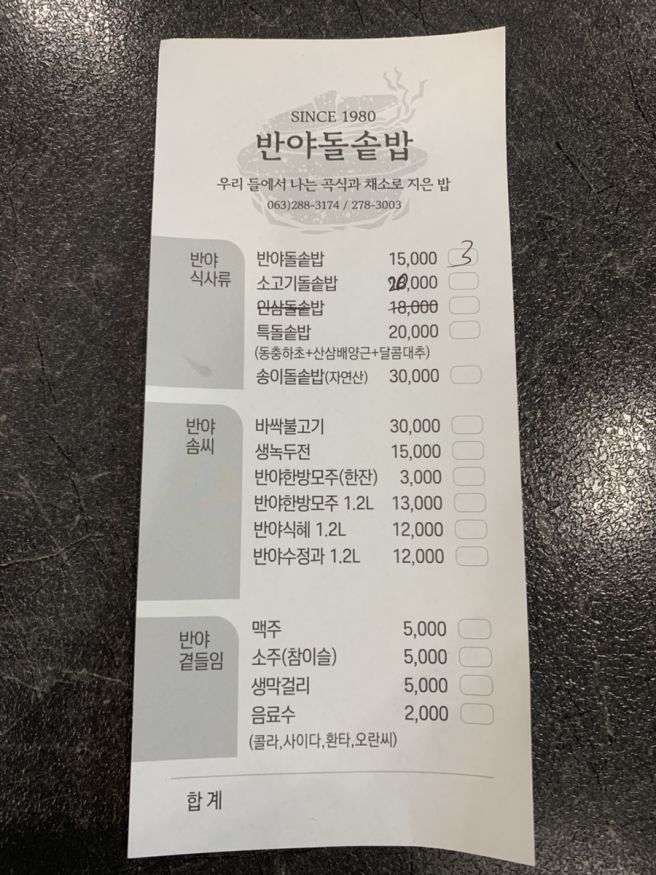 SINCE 1980
반야돌솥밥
우리 들에서 나는 곡식과 채소로 지은 밥
063)288-3174 / 278-3003
반야 식사류
반야돌솥밥 15,000 3
소고기돌솥밥 20,000
인삼돌솥밥 18,000
특돌솥밥 20,000
(동충하초+산삼배양근+달콤대추)
송이돌솥밥(자연산) 30,000
반야 솜씨
바싹불고기 30,000
생녹두전 15,000
반야한방모주(한잔) 3,000
반야한방모주 1.2L 13,000
반야식혜 1.2L 12,000
반야수정과 1.2L 12,000
반야 곁들임
맥주 5,000
소주(참이슬) 5,000
생막걸리 5,000
음료수 2,000
(콜라,사이다,환타,오란씨)
합 계